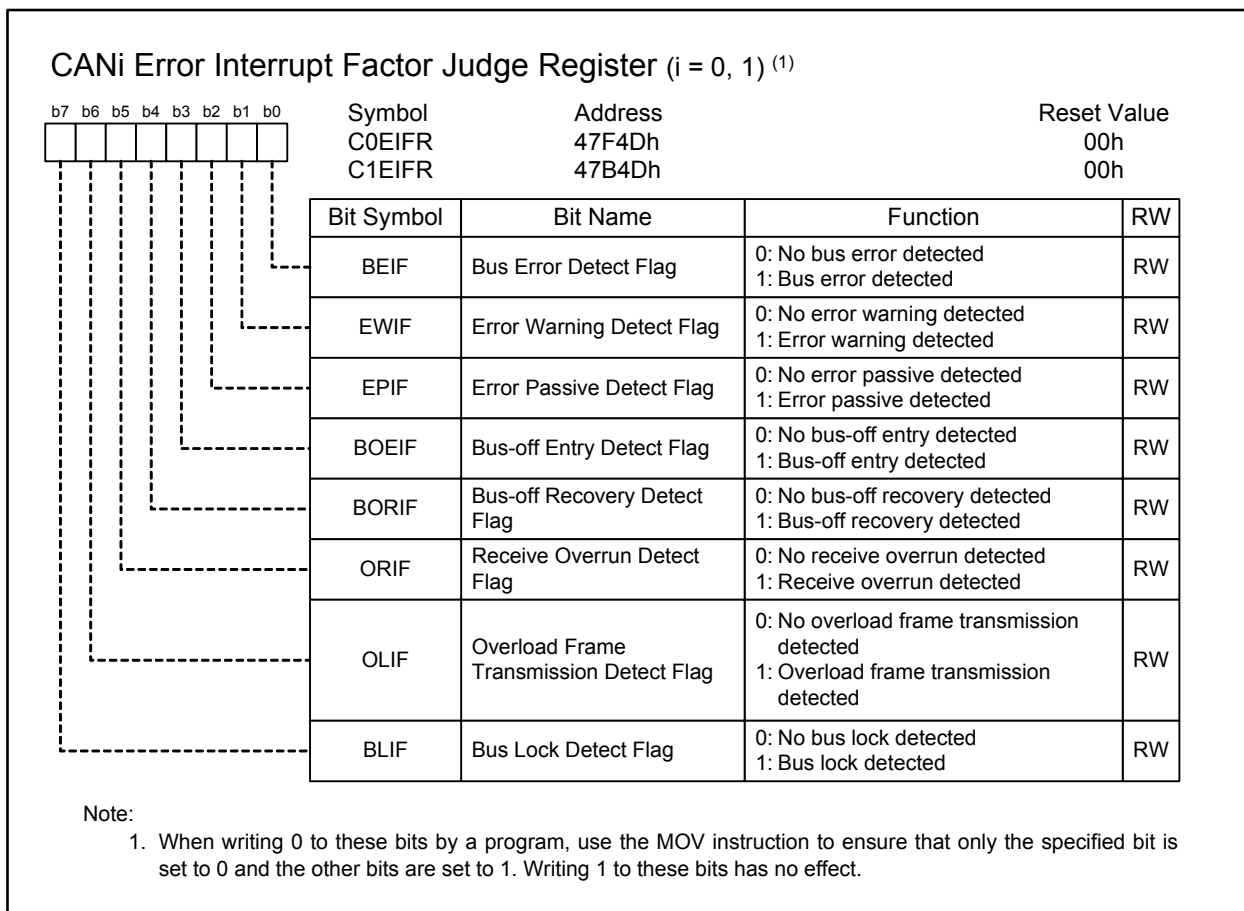 CANi Error Interrupt Factor Judge Register (i = 0, 1) (1)
b7 b6 b5 b4 b3 b2 b1 b0
Symbol Address Reset Value
C0EIFR 47F4Dh 00h
C1EIFR 47B4Dh 00h
Bit Symbol Bit Name Function RW
BEIF Bus Error Detect Flag 0: No bus error detected RW
1: Bus error detected
EWIF Error Warning Detect Flag 0: No error warning detected RW
1: Error warning detected
EPIF Error Passive Detect Flag 0: No error passive detected RW
1: Error passive detected
BOEIF Bus-off Entry Detect Flag 0: No bus-off entry detected RW
1: Bus-off entry detected
BORIF Bus-off Recovery Detect 0: No bus-off recovery detected RW
Flag 1: Bus-off recovery detected
ORIF Receive Overrun Detect 0: No receive overrun detected RW
Flag 1: Receive overrun detected
OLIF Overload Frame 0: No overload frame transmission RW
Transmission Detect Flag detected
1: Overload frame transmission
detected
BLIF Bus Lock Detect Flag 0: No bus lock detected RW
1: Bus lock detected
Note:
1. When writing 0 to these bits by a program, use the MOV instruction to ensure that only the specified bit is
set to 0 and the other bits are set to 1. Writing 1 to these bits has no effect.